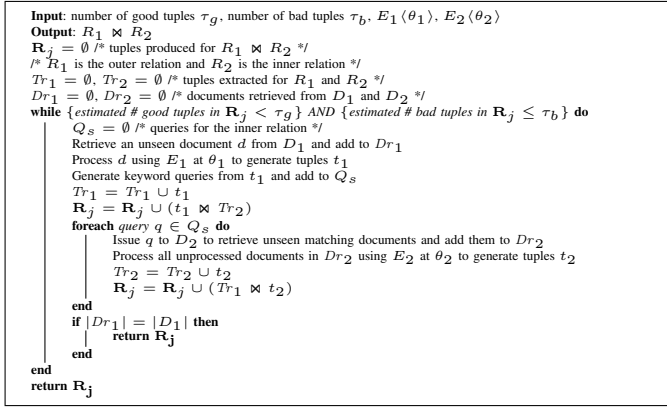 Input: number of good tuples τg, number of bad tuples τb, E1⟨θ1⟩, E2⟨θ2⟩
Output: R1 ⋈ R2
Rj = ∅ /* tuples produced for R1 ⋈ R2 */
/* R1 is the outer relation and R2 is the inner relation */
Tr1 = ∅, Tr2 = ∅ /* tuples extracted for R1 and R2 */
Dr1 = ∅, Dr2 = ∅ /* documents retrieved from D1 and D2 */
while {estimated # good tuples in Rj < τg} AND {estimated # bad tuples in Rj ≤ τb} do
Qs = ∅ /* queries for the inner relation */
Retrieve an unseen document d from D1 and add to Dr1
Process d using E1 at θ1 to generate tuples t1
Generate keyword queries from t1 and add to Qs
Tr1 = Tr1 ∪ t1
Rj = Rj ∪ (t1 ⋈ Tr2)
foreach query q ∈ Qs do
Issue q to D2 to retrieve unseen matching documents and add them to Dr2
Process all unprocessed documents in Dr2 using E2 at θ2 to generate tuples t2
Tr2 = Tr2 ∪ t2
Rj = Rj ∪ (Tr1 ⋈ t2)
end
if |Dr1| = |D1| then
return Rj
end
end
return Rj